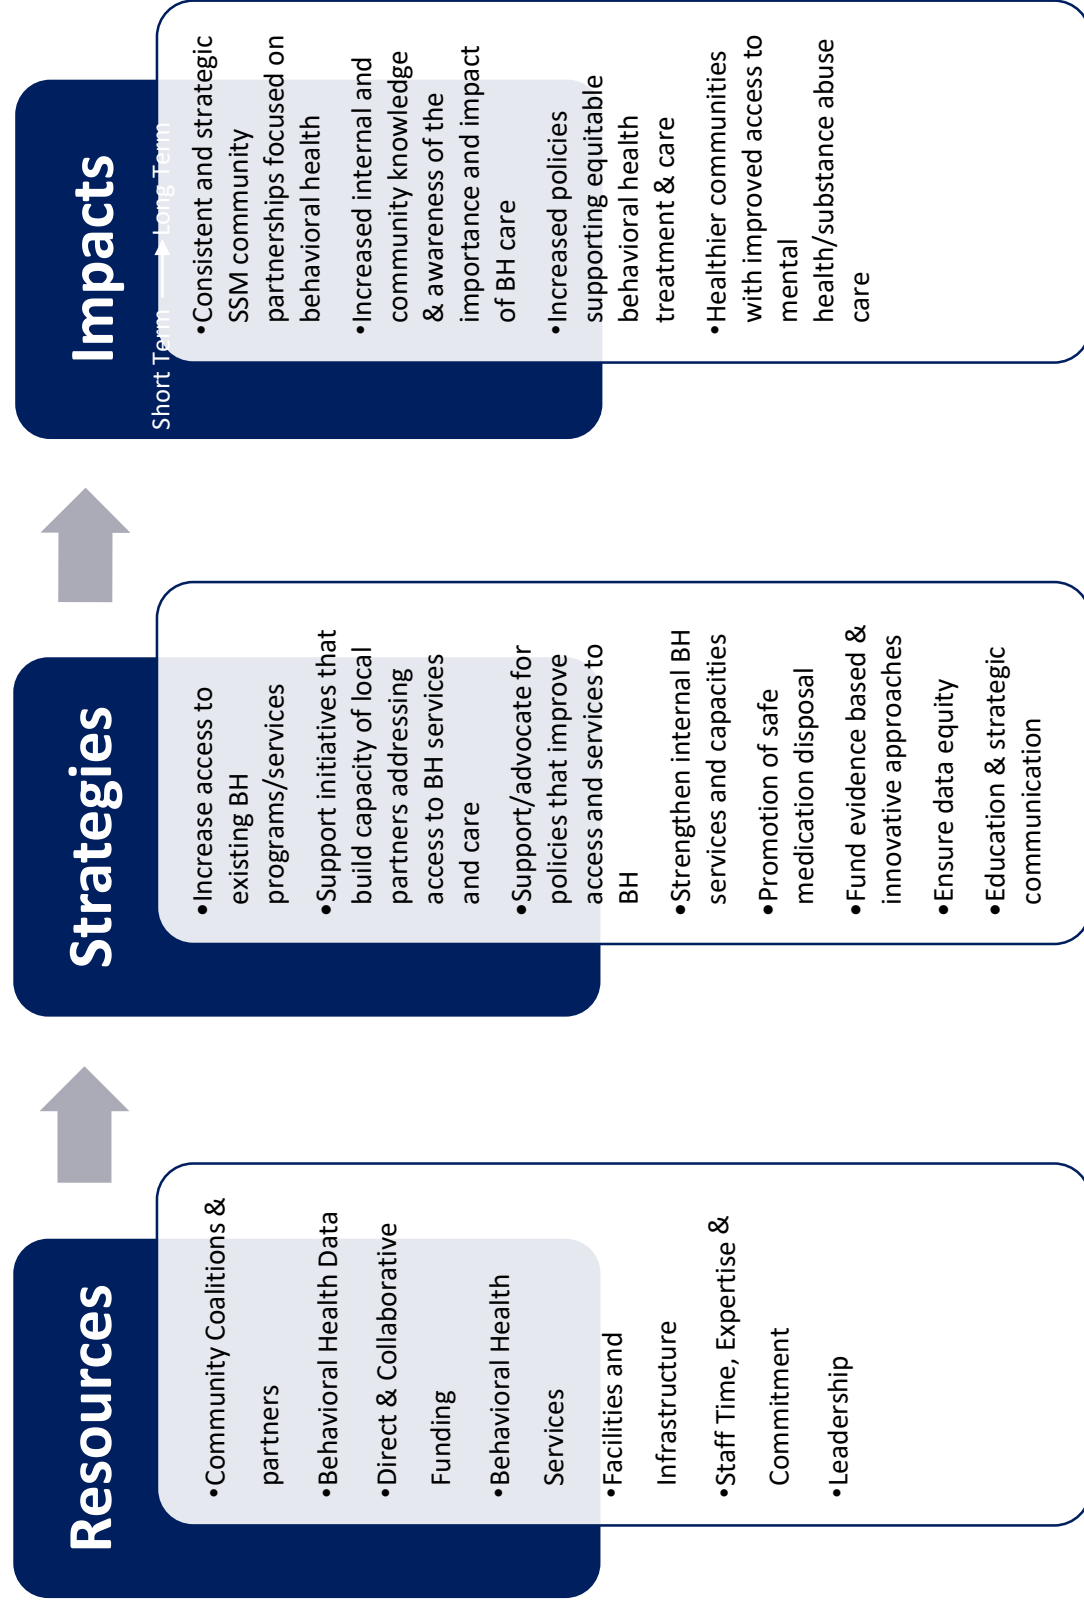 Resources
•Community Coalitions &
partners
•Behavioral Health Data
•Direct & Collaborative
Funding
•Behavioral Health
Services
•Facilities and
Infrastructure
•Staff Time, Expertise &
Commitment
•Leadership
Strategies
•Increase access to
existing BH
programs/services
•Support initiatives that
build capacity of local
partners addressing
access to BH services
and care
•Support/advocate for
policies that improve
access and services to
BH
•Strengthen internal BH
services and capacities
•Promotion of safe
medication disposal
•Fund evidence based &
innovative approaches
•Ensure data equity
•Education & strategic
communication
Impacts
Short Term Long Term
•Consistent and strategic
SSM community
partnerships focused on
behavioral health
•Increased internal and
community knowledge
& awareness of the
importance and impact
of BH care
•Increased policies
supporting equitable
behavioral health
treatment & care
•Healthier communities
with improved access to
mental
health/substance abuse
care